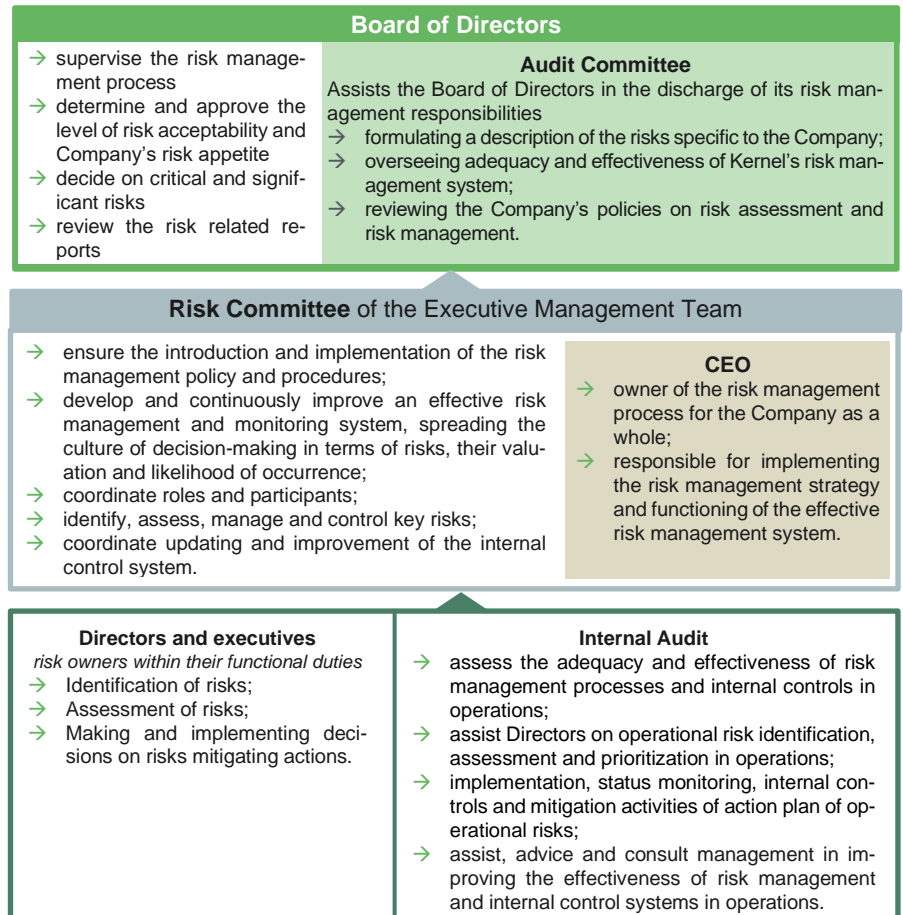 Board of Directors
→ supervise the risk manage-
ment process
→ determine and approve the
level of risk acceptability and
Company's risk appetite
→ decide on critical and signif-
icant risks
→ review the risk related re-
ports
Audit Committee
Assists the Board of Directors in the discharge of its risk man-
agement responsibilities
→ formulating a description of the risks specific to the Company;
→ overseeing adequacy and effectiveness of Kernel's risk man-
agement system;
→ reviewing the Company's policies on risk assessment and
risk management.
Risk Committee of the Executive Management Team
→ ensure the introduction and implementation of the risk
management policy and procedures;
→ develop and continuously improve an effective risk
management and monitoring system, spreading the
culture of decision-making in terms of risks, their valu-
ation and likelihood of occurrence;
→ coordinate roles and participants;
→ identify, assess, manage and control key risks;
→ coordinate updating and improvement of the internal
control system.
CEO
→ owner of the risk management
process for the Company as a
whole;
→ responsible for implementing
the risk management strategy
and functioning of the effective
risk management system.
Directors and executives
risk owners within their functional duties
→ Identification of risks;
→ Assessment of risks;
→ Making and implementing deci-
sions on risks mitigating actions.
Internal Audit
→ assess the adequacy and effectiveness of risk
management processes and internal controls in
operations;
→ assist Directors on operational risk identification,
assessment and prioritization in operations;
→ implementation, status monitoring, internal con-
trols and mitigation activities of action plan of op-
erational risks;
→ assist, advice and consult management in im-
proving the effectiveness of risk management
and internal control systems in operations.